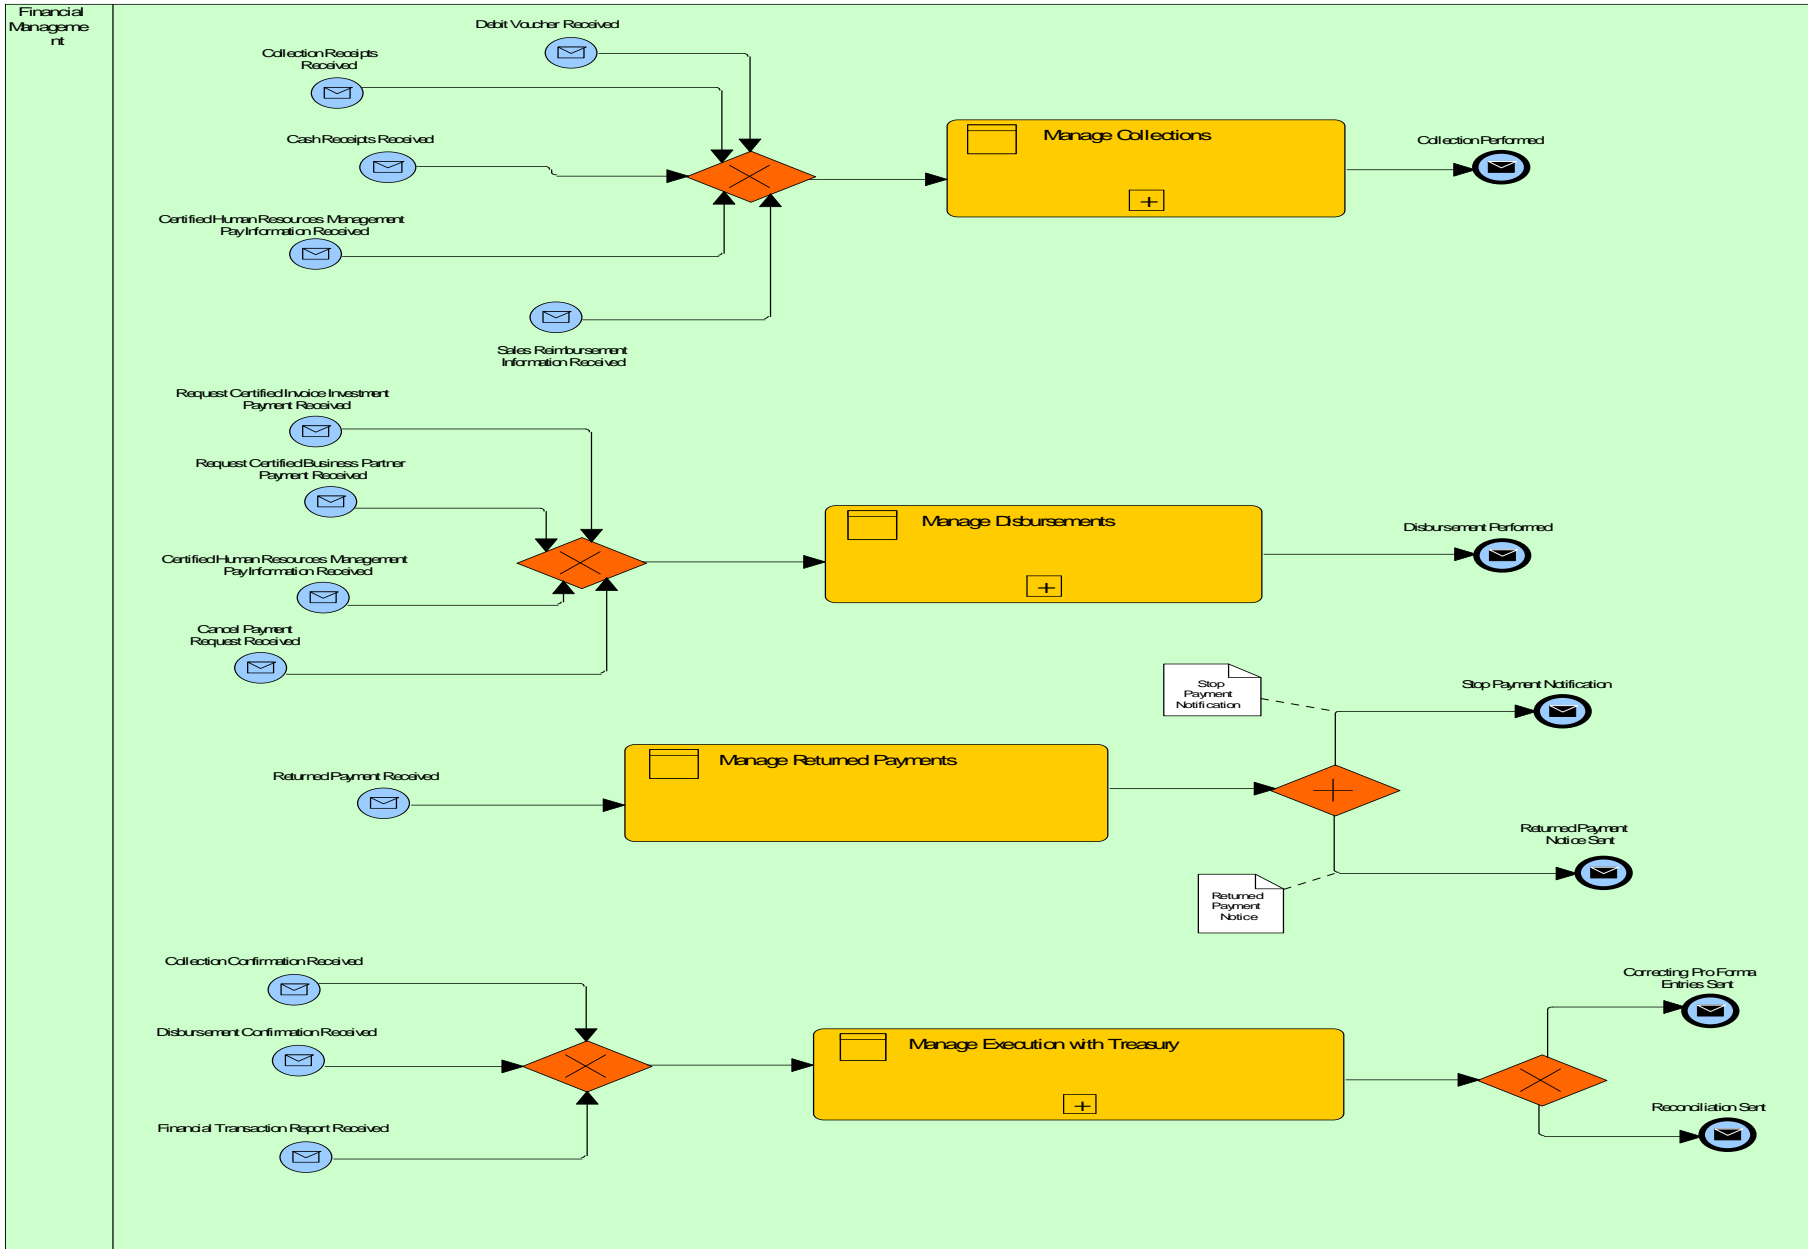 Financial
Manageme
nt
Debit Voucher Received
Collection Receipts
Received
Cash Receipts Received
Manage Collections
Collection Performed
Certified Human Resources Management
Pay Information Received
Sales Reimbursement
Information Received
Request Certified Invoice Investment
Payment Received
Request Certified Business Partner
Payment Received
Manage Disbursements
Disbursement Performed
Certified Human Resources Management
Pay Information Received
Cancel Payment
Request Received
Stop
Payment
Notification
Stop Payment Notification
Manage Returned Payments
Returned Payment Received
Returned Payment
Notice Sent
Returned
Payment
Notice
Collection Confirmation Received
Correcting Pro Forma
Entries Sent
Disbursement Confirmation Received
Manage Execution with Treasury
Reconciliation Sent
Financial Transaction Report Received